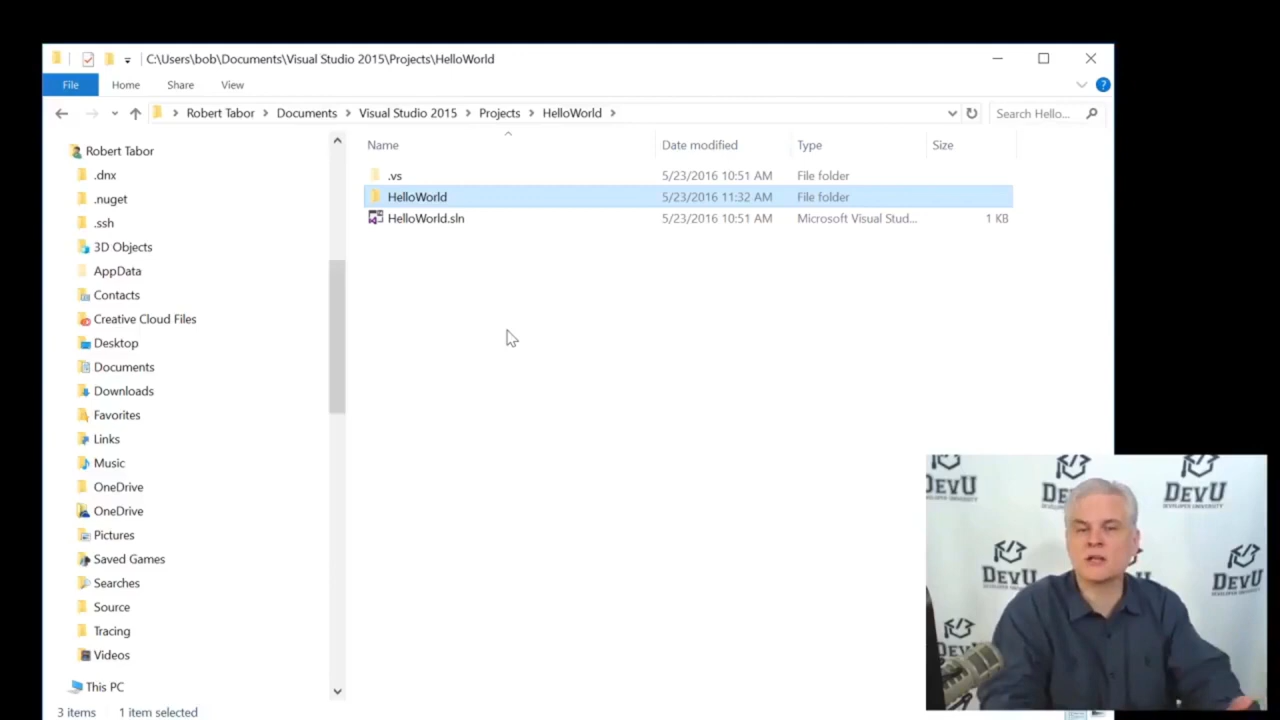 C:\Users\bob\Documents\Visual Studio 2015\Projects\HelloWorld
File Home Share View
Robert Tabor Documents Visual Studio 2015 Projects HelloWorld Search Hello...
Name Date modified Type Size
Robert Tabor
.dnx
.nuget
.ssh
3D Objects
AppData
Contacts
Creative Cloud Files
Desktop
Documents
Downloads
Favorites
Links
Music
OneDrive
OneDrive
Pictures
Saved Games
Searches
Source
Tracing
Videos
This PC
.vs 5/23/2016 10:51 AM File folder
HelloWorld 5/23/2016 11:32 AM File folder
HelloWorld.sln 5/23/2016 10:51 AM Microsoft Visual Stud... 1 KB
3 items 1 item selected
DEVU
DEVELOPER UNIVERSITY
DEVU
DEVU